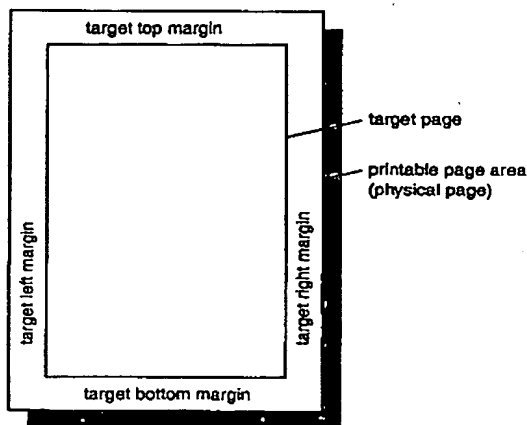 target top margin
target page
printable page area
(physical page)
target left margin
target right margin
target bottom margin